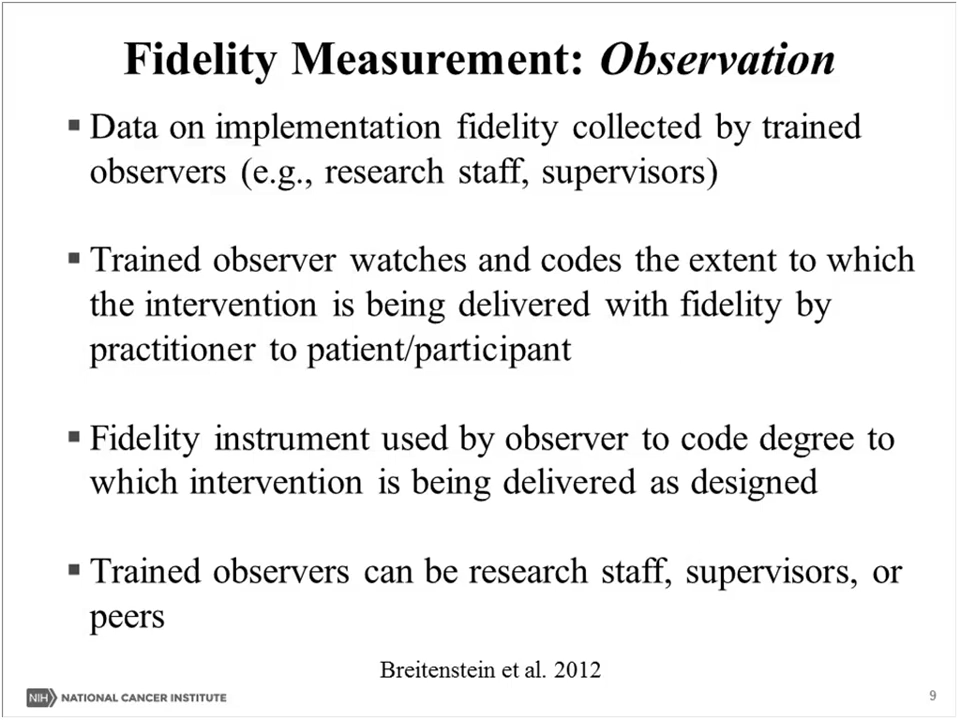 Fidelity Measurement: Observation
▪ Data on implementation fidelity collected by trained
observers (e.g., research staff, supervisors)
▪ Trained observer watches and codes the extent to which
the intervention is being delivered with fidelity by
practitioner to patient/participant
▪ Fidelity instrument used by observer to code degree to
which intervention is being delivered as designed
▪ Trained observers can be research staff, supervisors, or
peers
Breitenstein et al. 2012
NIH NATIONAL CANCER INSTITUTE
9